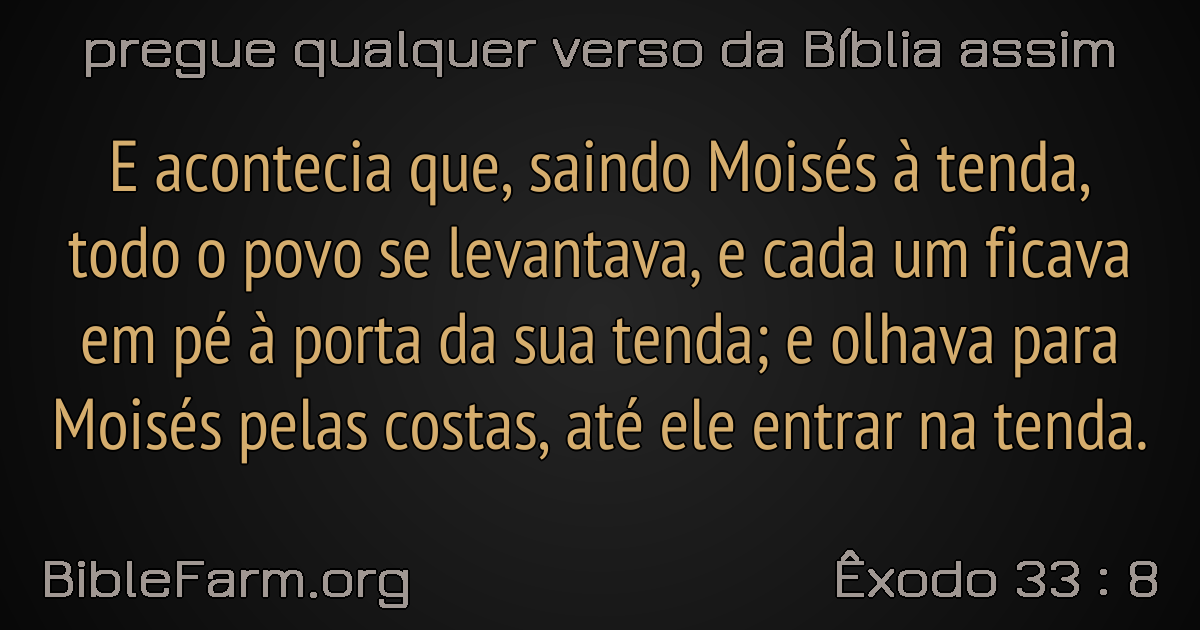 pregue qualquer verso da Bíblia assim
E acontecia que, saindo Moisés à tenda,
todo o povo se levantava, e cada um ficava
em pé à porta da sua tenda; e olhava para
Moisés pelas costas, até ele entrar na tenda.
BibleFarm.org
Êxodo 33 : 8